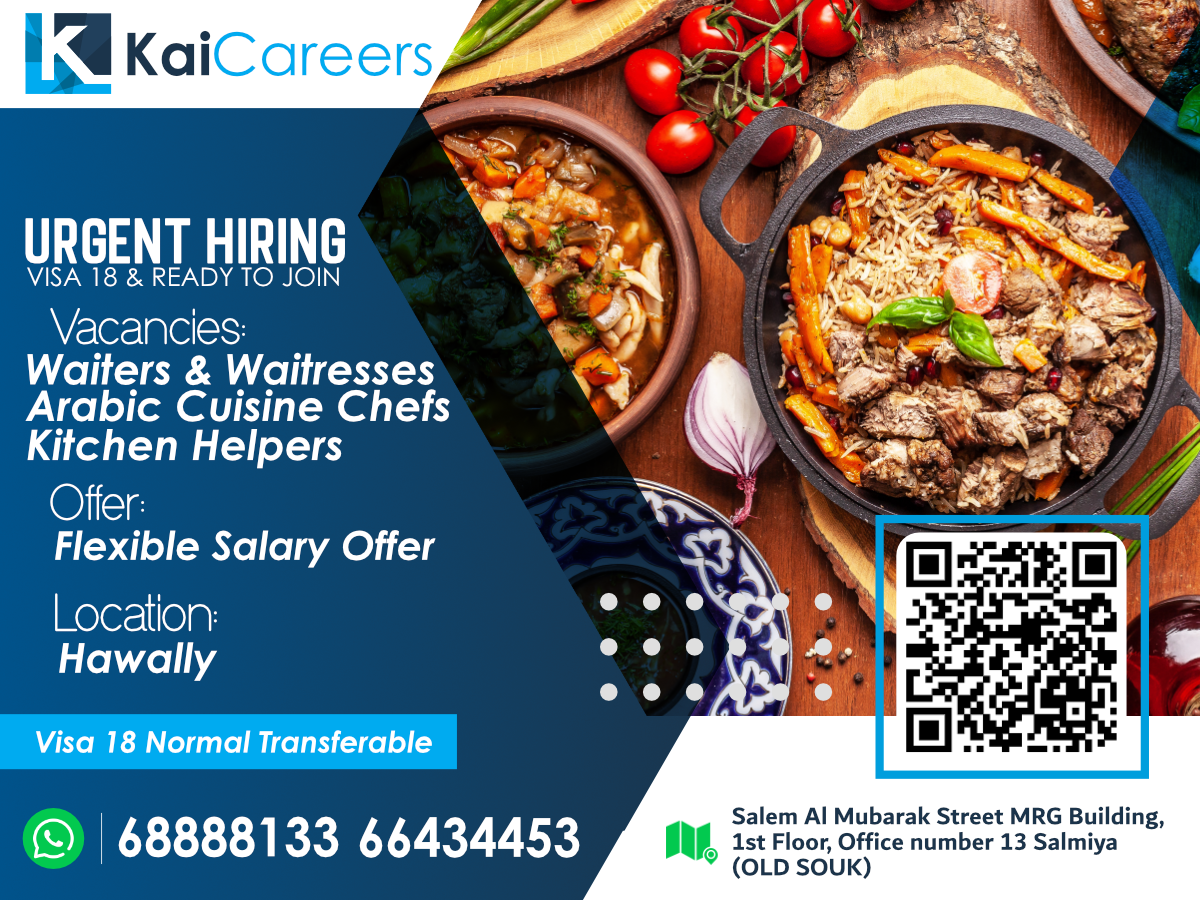 KaiCareers
URGENT HIRING
VISA 18 & READY TO JOIN
Vacancies:
Waiters & Waitresses
Arabic Cuisine Chefs
Kitchen Helpers
Offer:
Flexible Salary Offer
Location:
Hawally
Visa 18 Normal Transferable
68888133 66434453
Salem Al Mubarak Street MRG Building,
1st Floor, Office number 13 Salmiya
(OLD SOUK)